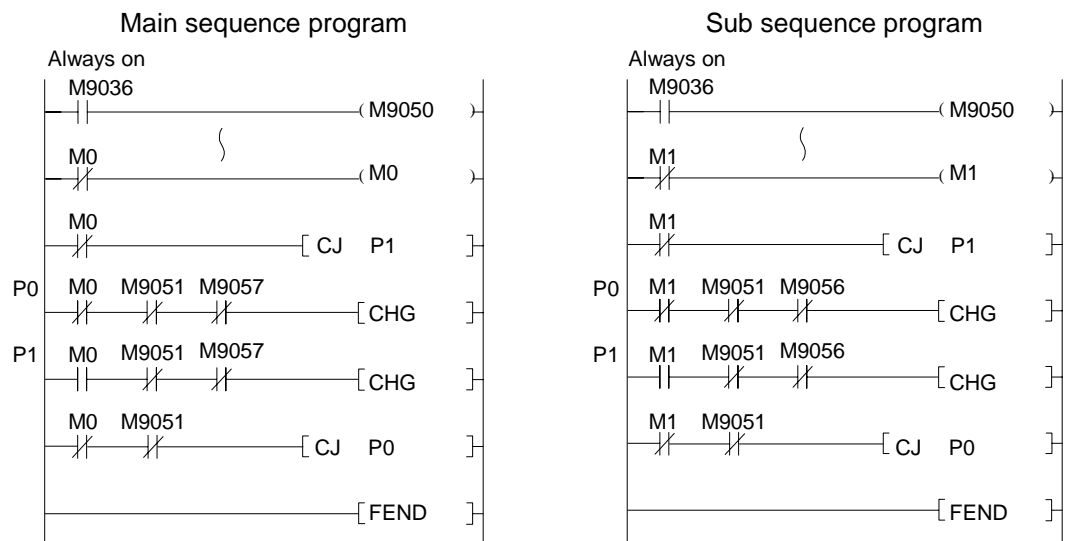 Main sequence program
Always on
M9036
M9050
M0
M0
M0
CJ P1
P0 M0 M9051 M9057
CHG
P1 M0 M9051 M9057
CHG
M0 M9051
CJ P0
FEND
Sub sequence program
Always on
M9036
M9050
M1
M1
M1
CJ P1
P0 M1 M9051 M9056
CHG
P1 M1 M9051 M9056
CHG
M1 M9051
CJ P0
FEND